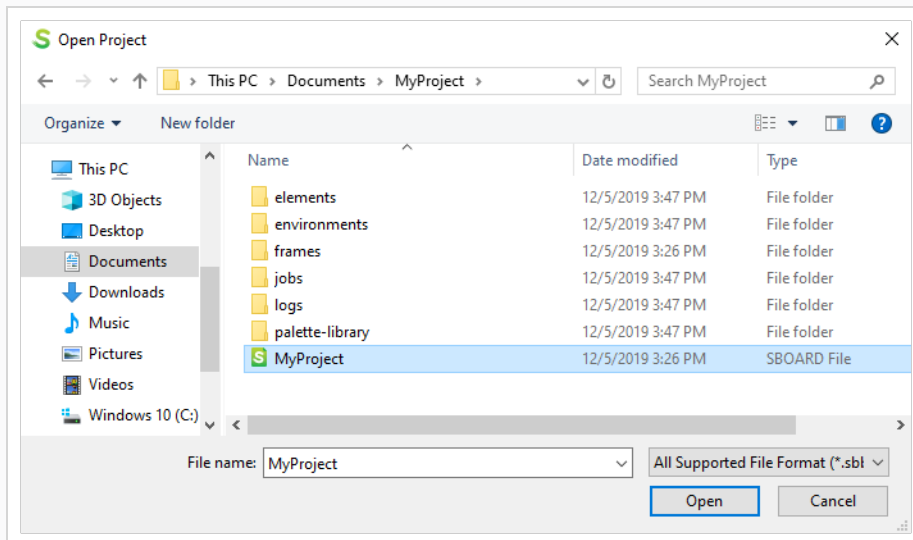 S Open Project
This PC > Documents > MyProject >
Search MyProject
Organize
New folder
?
Name
Date modified
Type
This PC
3D Objects
Desktop
Documents
Downloads
Music
Pictures
Videos
Windows 10 (C:)
elements 12/5/2019 3:47 PM File folder
environments 12/5/2019 3:47 PM File folder
frames 12/5/2019 3:26 PM File folder
jobs 12/5/2019 3:47 PM File folder
logs 12/5/2019 3:47 PM File folder
palette-library 12/5/2019 3:47 PM File folder
S MyProject 12/5/2019 3:26 PM SBOARD File
File name: MyProject
All Supported File Format (*.sbl
Open
Cancel